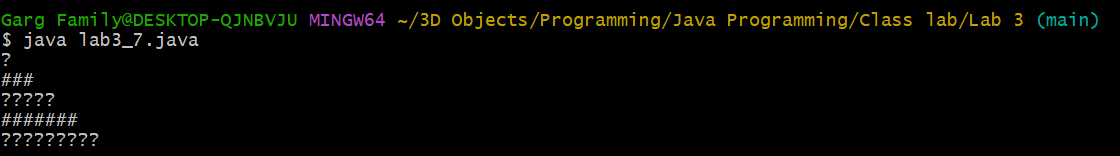 Garg Family@DESKTOP-QJNBVJU MINGW64 ~/3D Objects/Programming/Java Programming/Class lab/Lab 3 (main)
$ java lab3_7.java
?
###
?????
#######
?????????